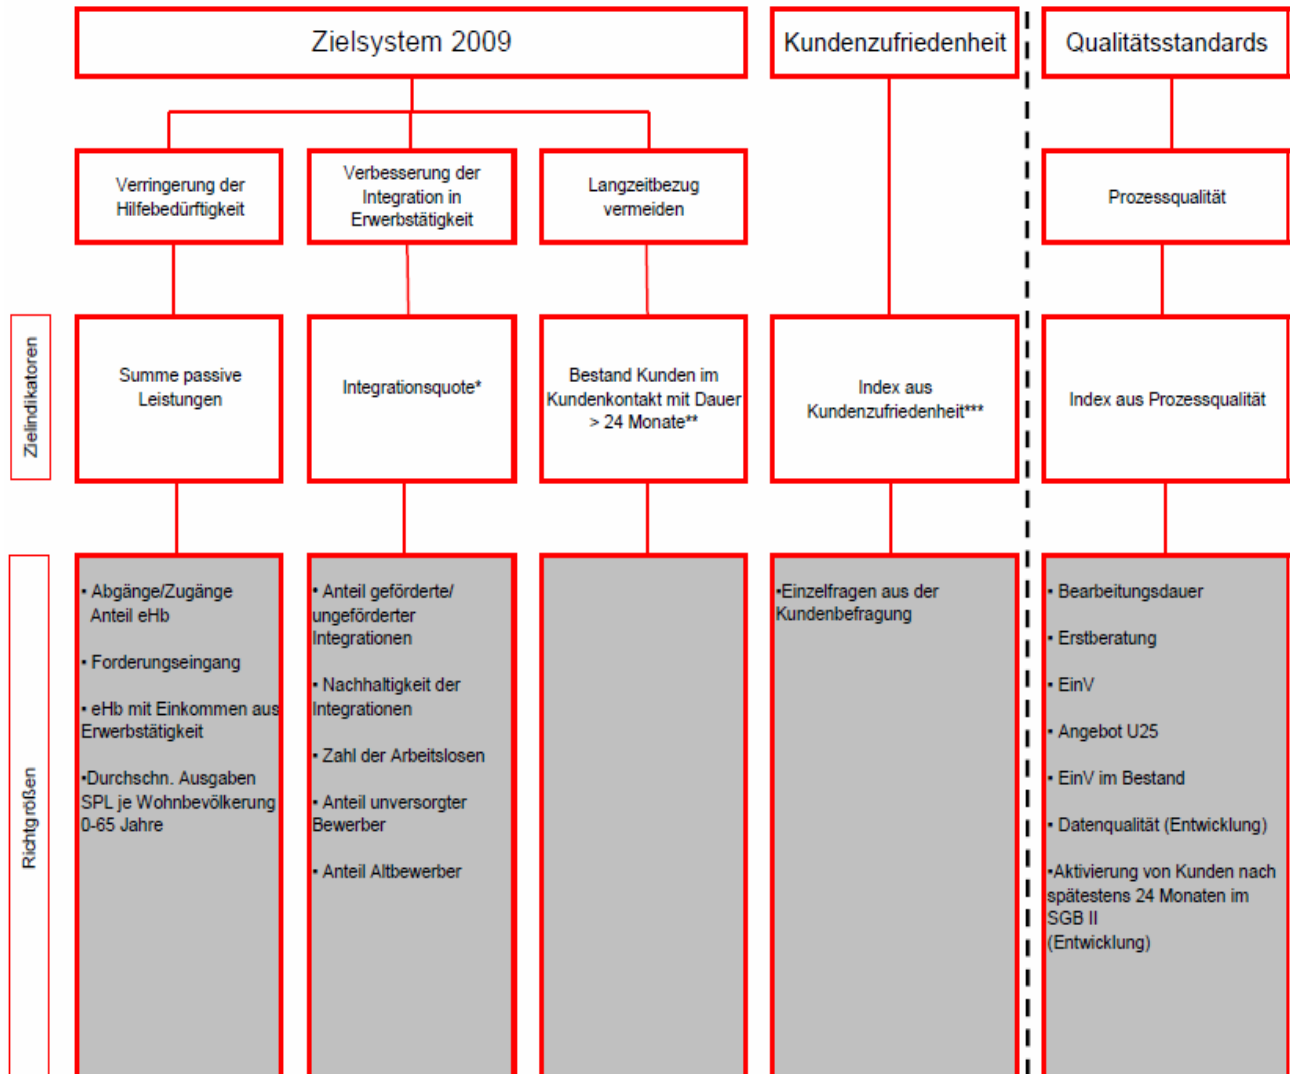 Zielsystem 2009
Kundenzufriedenheit
Qualitätsstandards
Verringerung der
Hilfebedürftigkeit
Verbesserung der
Integration in
Erwerbstätigkeit
Langzeitbezug
vermeiden
Prozessqualität
Zielindikatoren
Summe passive
Leistungen
Integrationsquote*
Bestand Kunden im
Kundenkontakt mit Dauer
> 24 Monate**
Index aus
Kundenzufriedenheit***
Index aus Prozessqualität
Richtgrößen
▪ Abgänge/Zugänge
Anteil eHb
▪ Forderungseingang
▪ eHb mit Einkommen aus
Erwerbstätigkeit
▪Durchschn. Ausgaben
SPL je Wohnbevölkerung
0-65 Jahre
▪ Anteil geförderte/
ungeförderter
Integrationen
▪ Nachhaltigkeit der
Integrationen
▪ Zahl der Arbeitslosen
▪ Anteil unversorgter
Bewerber
▪ Anteil Altbewerber
▪Einzelfragen aus der
Kundenbefragung
▪ Bearbeitungsdauer
▪ Erstberatung
▪ EinV
▪ Angebot U25
▪ EinV im Bestand
▪ Datenqualität (Entwicklung)
▪Aktivierung von Kunden nach
spätestens 24 Monaten im
SGB II
(Entwicklung)